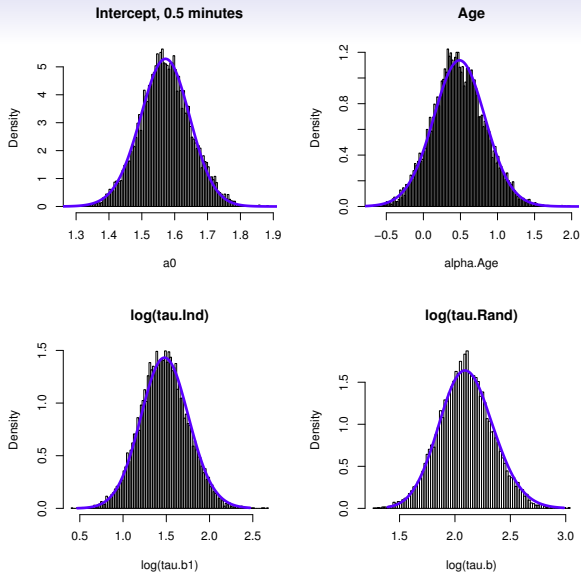 Intercept, 0.5 minutes
Density
0
1
2
3
4
5
1.3 1.4 1.5 1.6 1.7 1.8 1.9
a0
Age
Density
0.0
0.4
0.8
1.2
−0.5 0.0 0.5 1.0 1.5 2.0
alpha.Age
log(tau.Ind)
Density
0.0
0.5
1.0
1.5
0.5 1.0 1.5 2.0 2.5
log(tau.b1)
log(tau.Rand)
Density
0.0
0.5
1.0
1.5
1.5 2.0 2.5 3.0
log(tau.b)